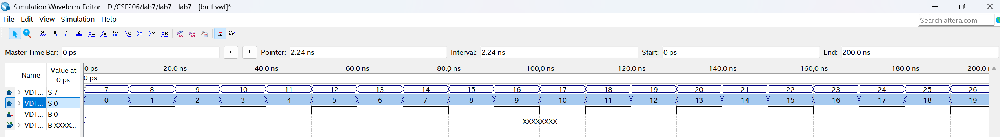 Simulation Waveform Editor - D:/CSE206/lab7/lab7 - lab7 - [bai1.vwf]*
File Edit View Simulation Help
Search altera.com
Master Time Bar: 0 ps Pointer: 2.24 ns Interval: 2.24 ns Start: 0 ps End: 200.0 ns
Name Value at 0 ps
0 ps 20.0 ns 40.0 ns 60.0 ns 80.0 ns 100.0 ns 120.0 ns 140.0 ns 160.0 ns 180.0 ns 200.0
0 ps
VDT... S 7 7 8 9 10 11 12 13 14 15 16 17 18 19 20 21 22 23 24 25 26
VDT... S 0 0 1 2 3 4 5 6 7 8 9 10 11 12 13 14 15 16 17 18 19
VDT... B 0
VDT... B XXXX... XXXXXXXX